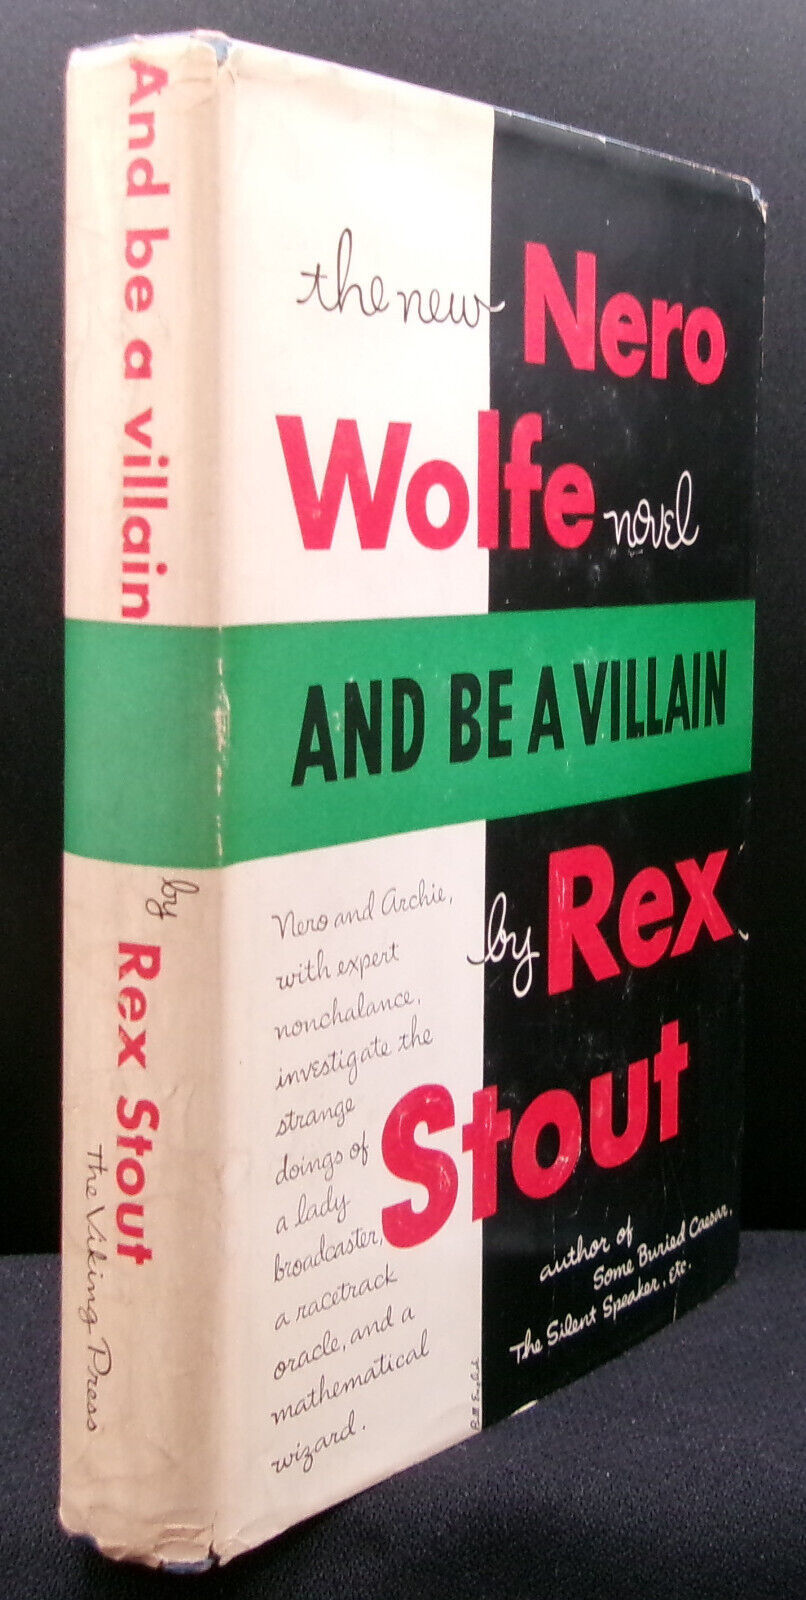 And be a villain
by Rex Stout
The Viking Press
the new Nero
Wolfe novel
AND BE A VILLAIN
by Rex
Stout
Nero and Archie,
with expert
nonchalance,
investigate the
strange
doings of
a lady
broadcaster,
a racetrack
oracle, and a
mathematical
wizard.
author of
Some Buried Caesar,
The Silent Speaker, etc.
Bill English